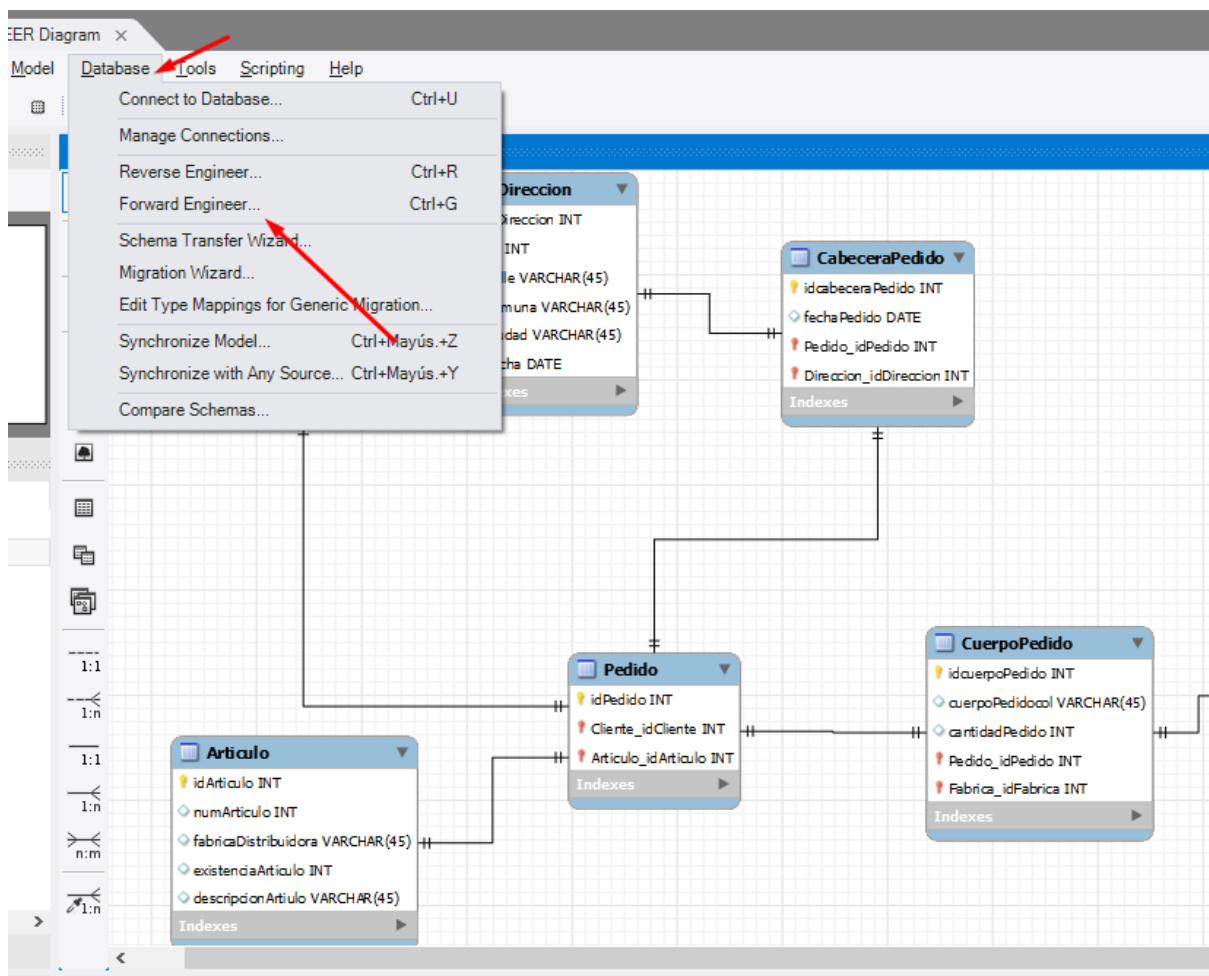 EER Diagram ×
Model Database Tools Scripting Help
Connect to Database... Ctrl+U
Manage Connections...
Reverse Engineer... Ctrl+R
Forward Engineer... Ctrl+G
Schema Transfer Wizard...
Migration Wizard...
Edit Type Mappings for Generic Migration...
Synchronize Model... Ctrl+Mayús.+Z
Synchronize with Any Source... Ctrl+Mayús.+Y
Compare Schemas...
Direccion
Direccion INT
INT
lle VARCHAR(45)
muna VARCHAR(45)
dad VARCHAR(45)
cha DATE
xes
CabeceraPedido
idcabeceraPedido INT
fechaPedido DATE
Pedido_idPedido INT
Direccion_idDireccion INT
Indexes
1:1
1:n
1:1
1:n
n:m
1:n
Pedido
idPedido INT
Cliente_idCliente INT
Articulo_idArticulo INT
Indexes
CuerpoPedido
idcuerpoPedido INT
cuerpoPedidocol VARCHAR(45)
cantidadPedido INT
Pedido_idPedido INT
Fabrica_idFabrica INT
Indexes
Articulo
idArticulo INT
numArticulo INT
fabricaDistribuidora VARCHAR(45)
existenciaArticulo INT
descripcionArtiulo VARCHAR(45)
Indexes